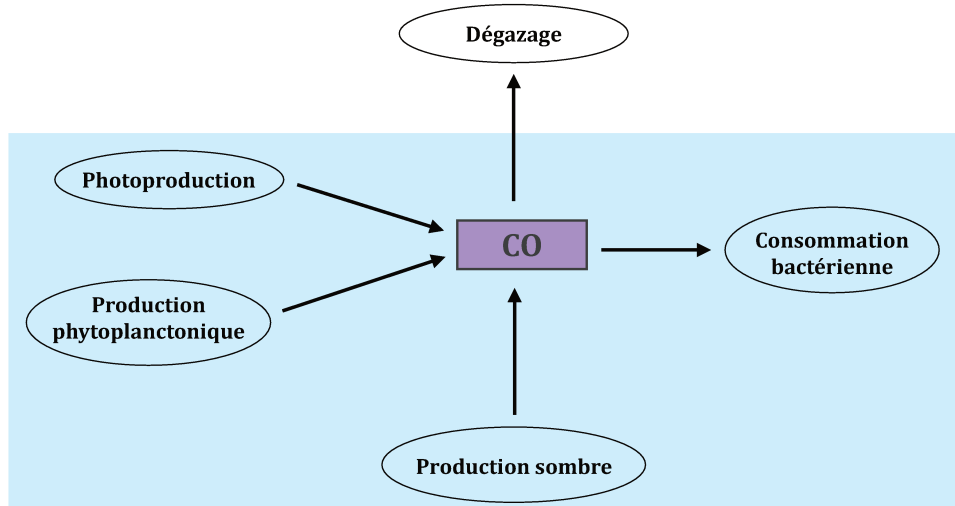 Dégazage
Photoproduction
CO
Consommation
bactérienne
Production
phytoplanctonique
Production sombre